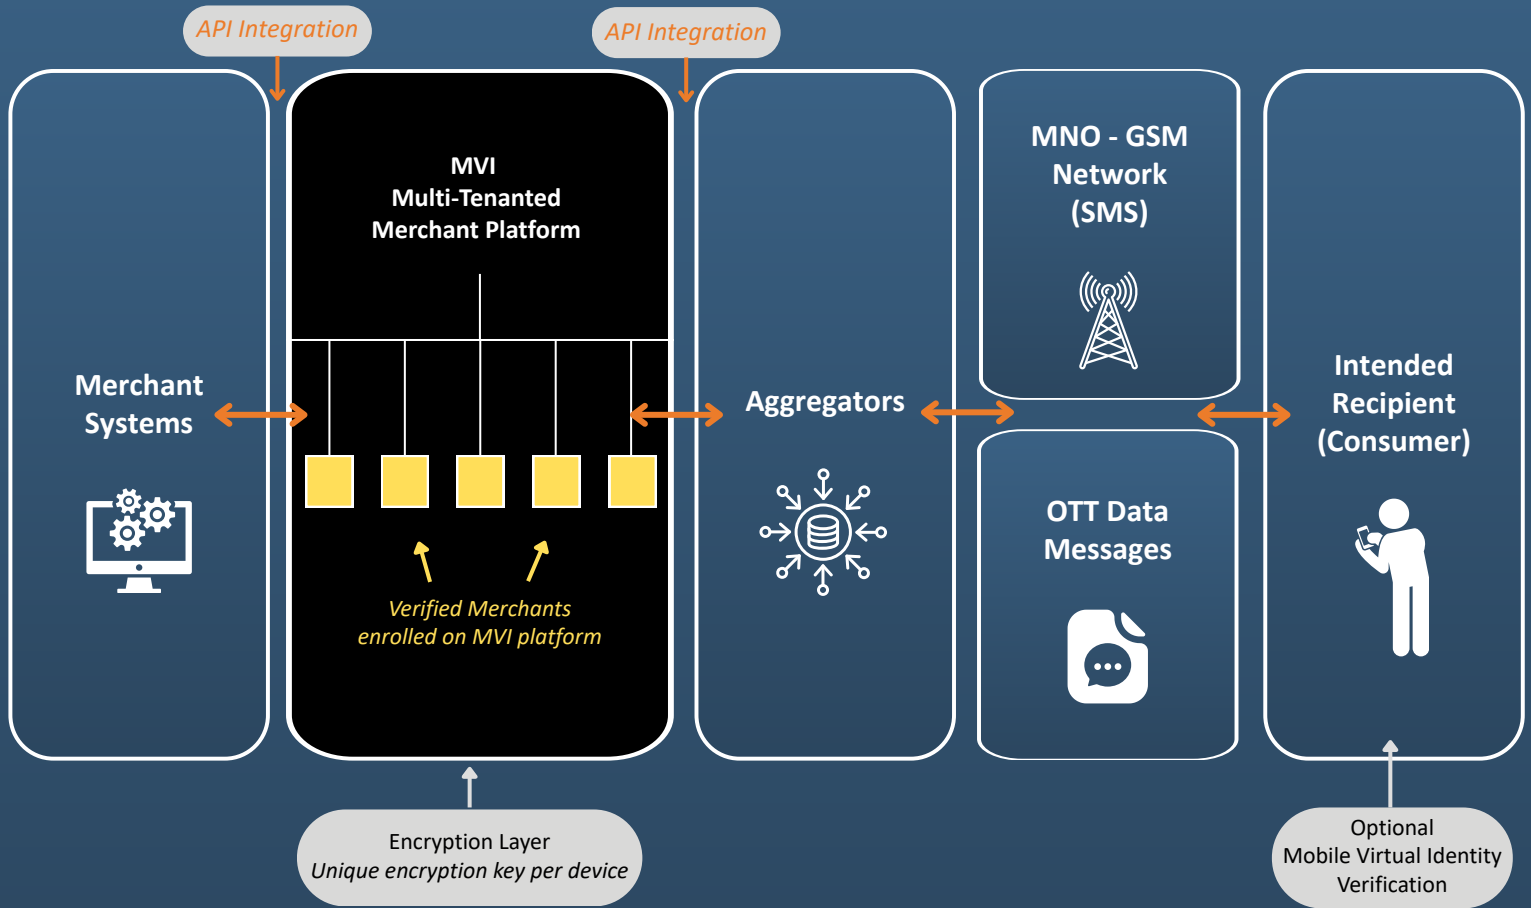 API Integration
API Integration
Merchant
Systems
MVI
Multi-Tenanted
Merchant Platform
Verified Merchants
enrolled on MVI platform
Aggregators
MNO - GSM
Network
(SMS)
OTT Data
Messages
Intended
Recipient
(Consumer)
Encryption Layer
Unique encryption key per device
Optional
Mobile Virtual Identity
Verification